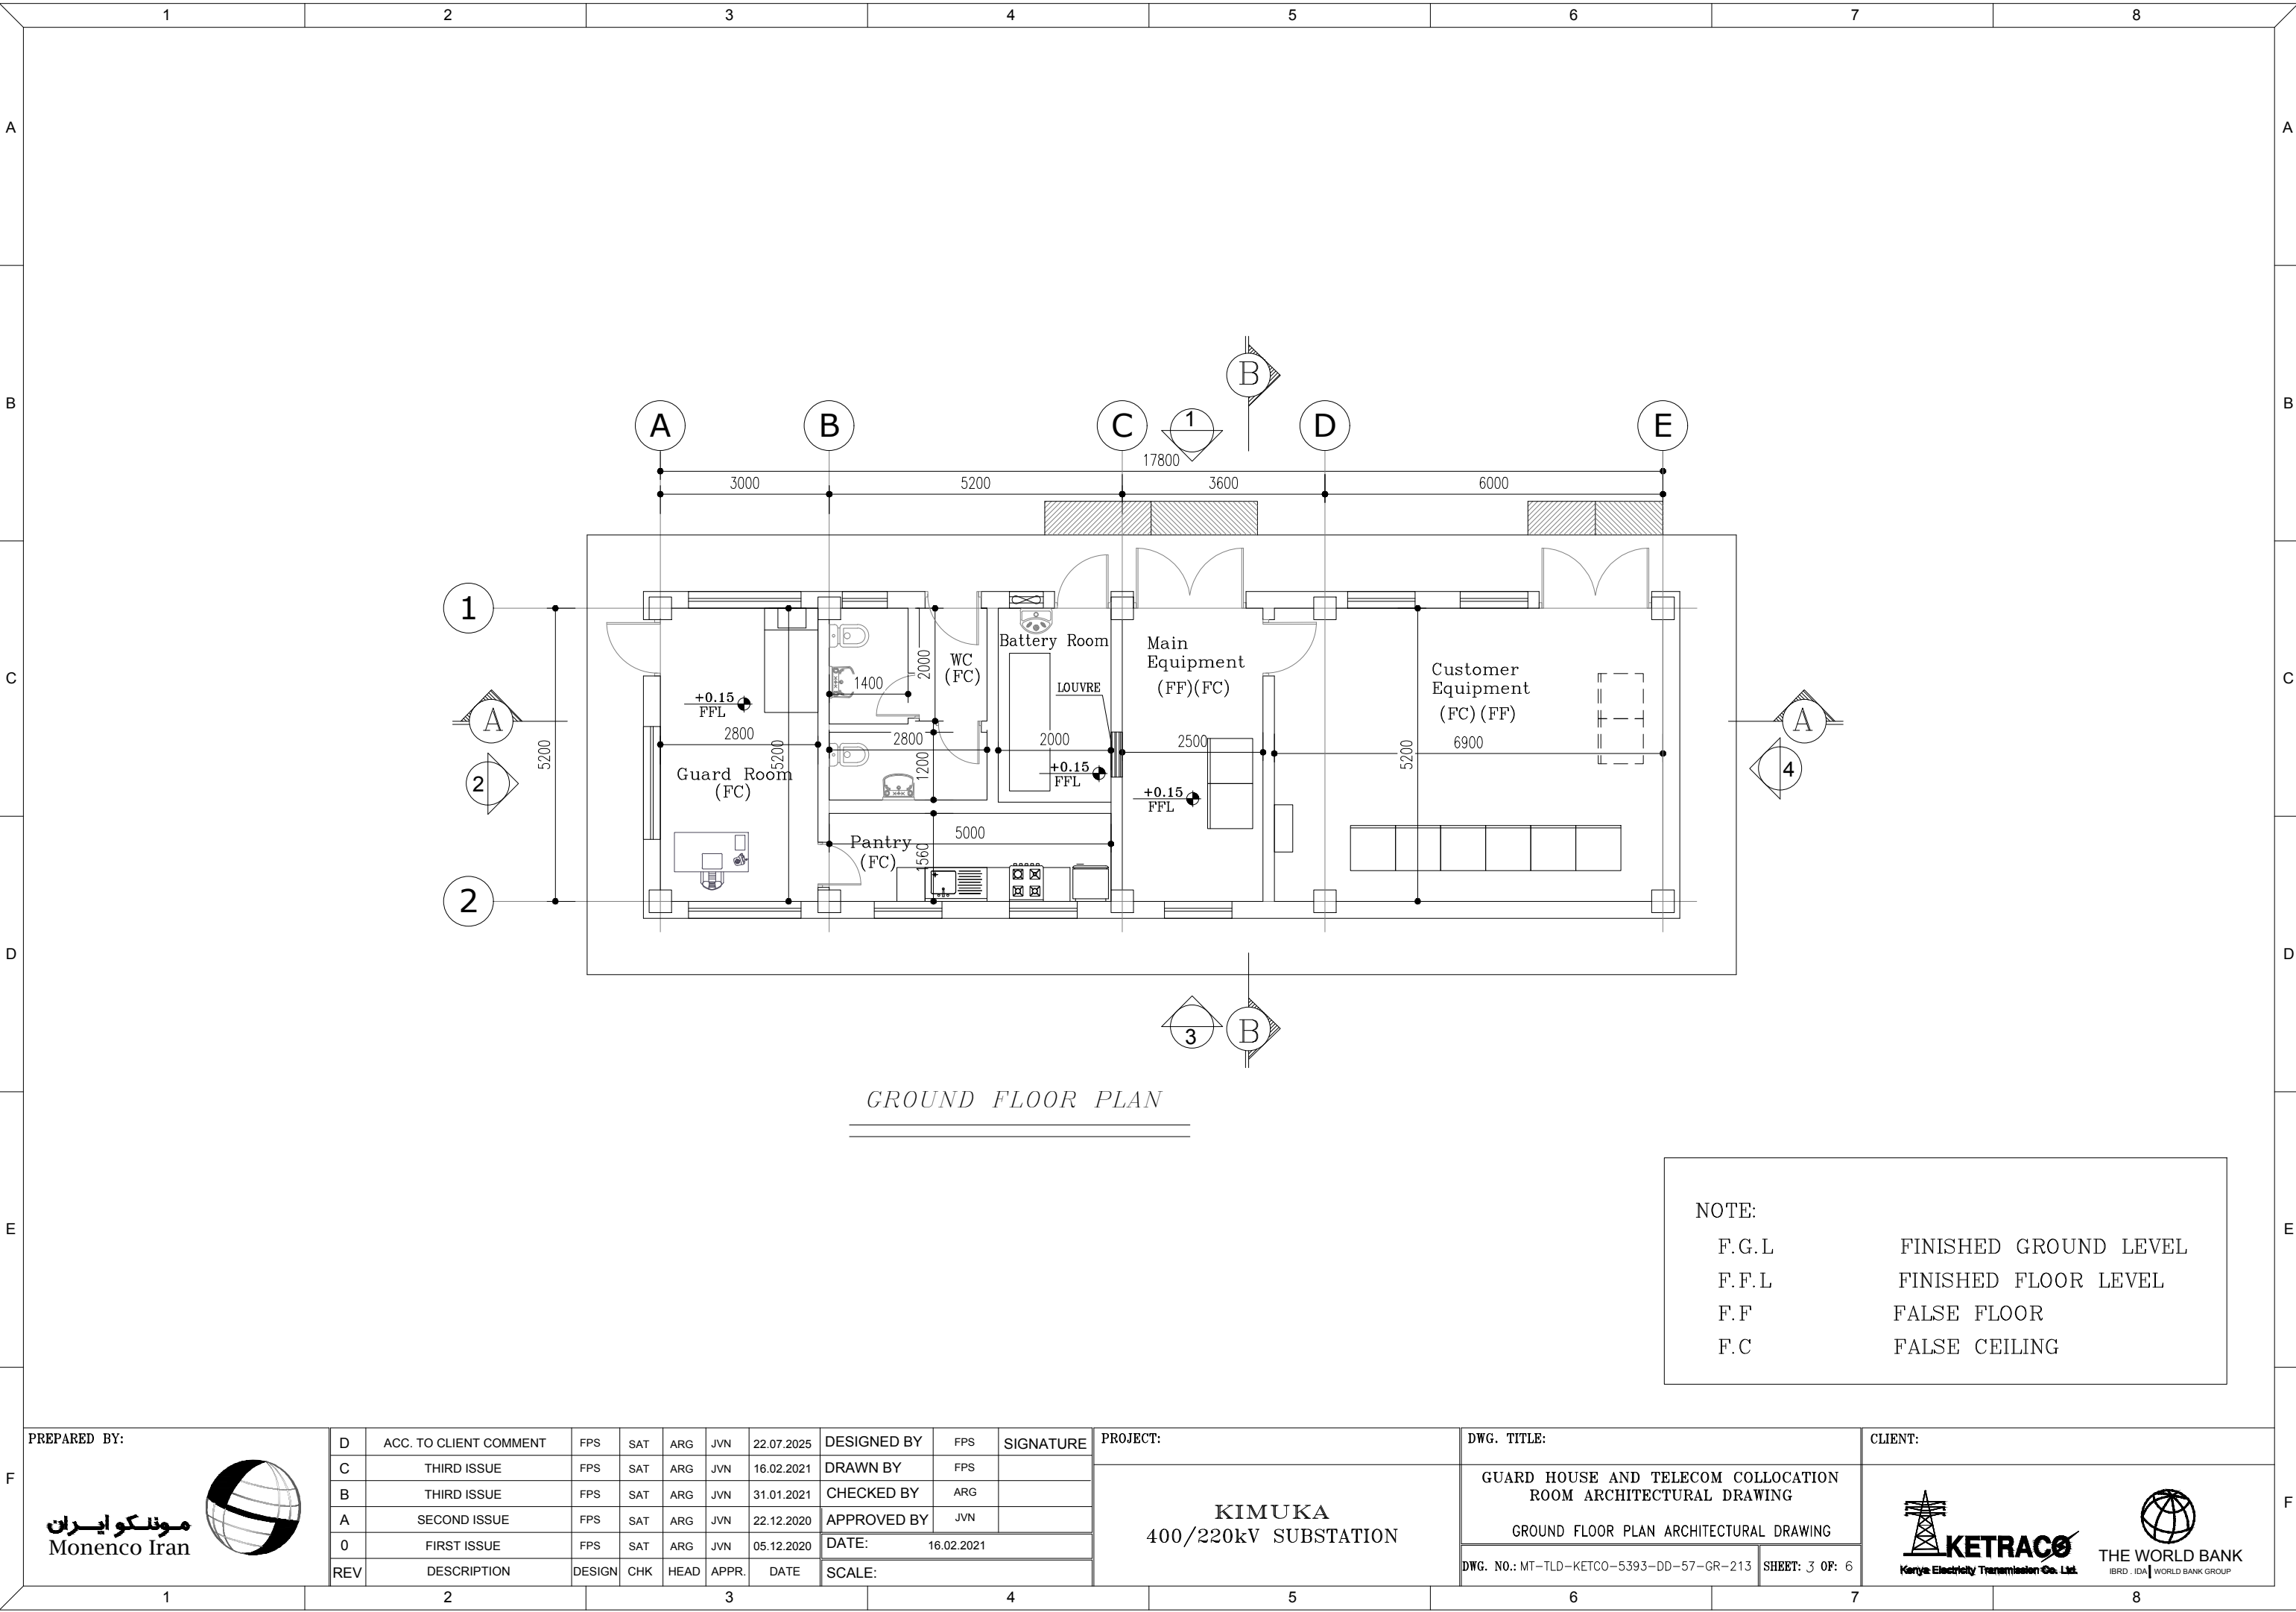 1 2 3 4 5 6 7 8
A A
B B
C C
D D
E E
F F
B
A B C 1 D E
17800
3000 5200 3600 6000
1
2
5200
A
2
A
4
+0.15
FFL
2800
5200
Guard Room
(FC)
1400
2000
WC
(FC)
2800
1200
Battery Room
LOUVRE
2000
+0.15
FFL
Pantry
(FC)
5000
1560
Main
Equipment
(FF)(FC)
2500
+0.15
FFL
Customer
Equipment
(FC)(FF)
5200
6900
3
B
GROUND FLOOR PLAN
NOTE:
F.G.L FINISHED GROUND LEVEL
F.F.L FINISHED FLOOR LEVEL
F.F FALSE FLOOR
F.C FALSE CEILING
PREPARED BY:
موننکو ایران
Monenco Iran
D ACC. TO CLIENT COMMENT FPS SAT ARG JVN 22.07.2025
C THIRD ISSUE FPS SAT ARG JVN 16.02.2021
B THIRD ISSUE FPS SAT ARG JVN 31.01.2021
A SECOND ISSUE FPS SAT ARG JVN 22.12.2020
0 FIRST ISSUE FPS SAT ARG JVN 05.12.2020
REV DESCRIPTION DESIGN CHK HEAD APPR. DATE
DESIGNED BY FPS SIGNATURE
DRAWN BY FPS
CHECKED BY ARG
APPROVED BY JVN
DATE: 16.02.2021
SCALE:
PROJECT:
KIMUKA
400/220kV SUBSTATION
DWG. TITLE:
GUARD HOUSE AND TELECOM COLLOCATION
ROOM ARCHITECTURAL DRAWING
GROUND FLOOR PLAN ARCHITECTURAL DRAWING
DWG. NO.: MT-TLD-KETCO-5393-DD-57-GR-213 SHEET: 3 OF: 6
CLIENT:
KETRACO
Kenya Electricity Transmission Co. Ltd.
THE WORLD BANK
IBRD . IDA WORLD BANK GROUP
1 2 3 4 5 6 7 8